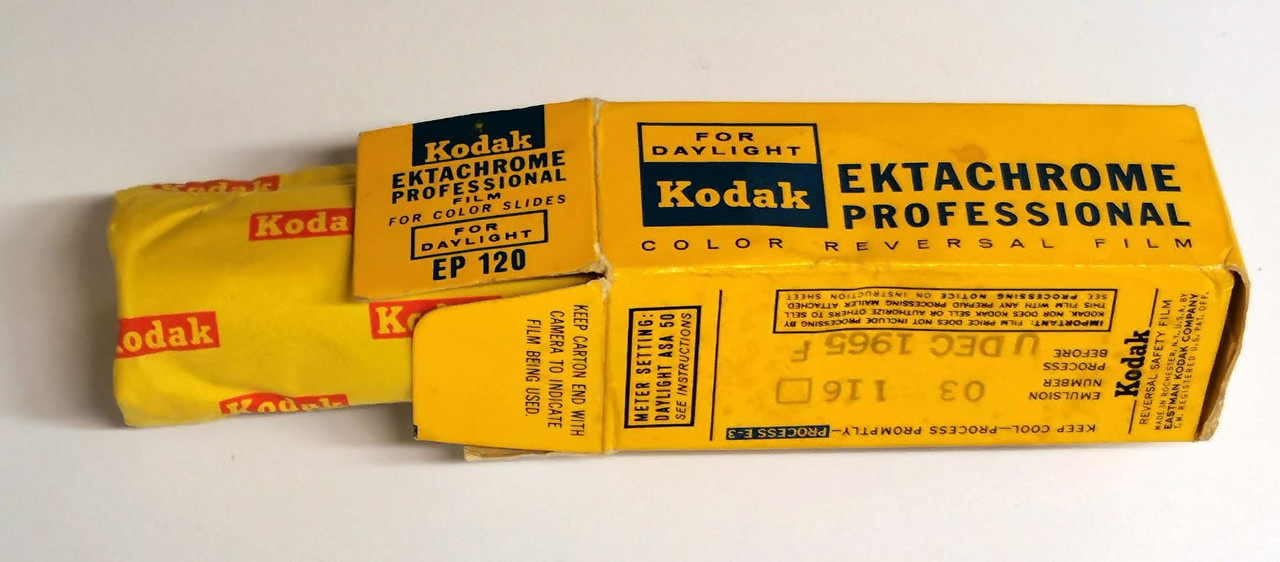 Kodak
Koda
Kodak
Ko
Kodak
Kodak
EKTACHROME
PROFESSIONAL
FILM
FOR COLOR SLIDES
FOR
DAYLIGHT
EP 120
KEEP CARTON END WITH
CAMERA TO INDICATE
FILM BEING USED.
FOR
DAYLIGHT
Kodak
EKTACHROME
PROFESSIONAL
COLOR REVERSAL FILM
METER SETTING:
DAYLIGHT ASA 50
SEE INSTRUCTIONS
KEEP COOL—PROCESS PROMPTLY—PROCESS E-3
EMULSION
NUMBER
03 116
PROCESS
BEFORE
U DEC 1965 F
IMPORTANT: FILM PRICE DOES NOT INCLUDE PROCESSING BY
KODAK, NOR DOES KODAK SELL OR AUTHORIZE OTHERS TO SELL
THIS FILM WITH ANY PREPAID PROCESSING MAILER ATTACHED.
SEE PROCESSING NOTICE ON INSTRUCTION SHEET
Kodak
REVERSAL SAFETY FILM
MADE IN ROCHESTER, N.Y., U.S.A. BY
EASTMAN KODAK COMPANY
T.M. REGISTERED U.S. PAT. OFF.